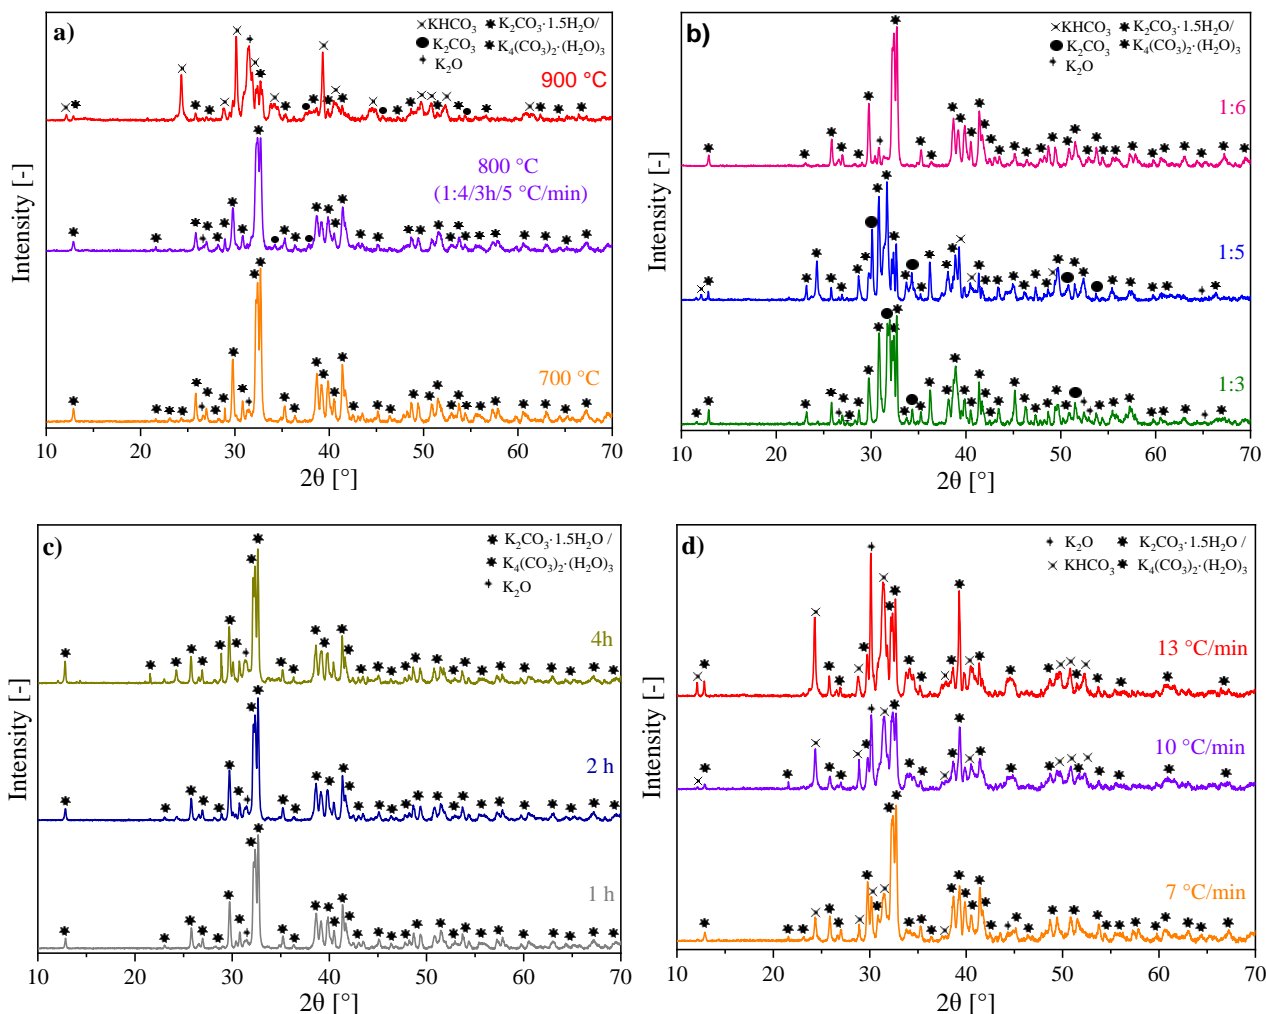 a)
KHCO₃ K₂CO₃·1.5H₂O/
K₂CO₃ K₄(CO₃)₂·(H₂O)₃
K₂O
900 °C
800 °C
(1:4/3h/5 °C/min)
700 °C
Intensity [-]
10 20 30 40 50 60 70
2θ [°]
b)
KHCO₃ K₂CO₃·1.5H₂O/
K₂CO₃ K₄(CO₃)₂·(H₂O)₃
K₂O
1:6
1:5
1:3
Intensity [-]
10 20 30 40 50 60 70
2θ [°]
c)
K₂CO₃·1.5H₂O /
K₄(CO₃)₂·(H₂O)₃
K₂O
4h
2 h
1 h
Intensity [-]
10 20 30 40 50 60 70
2θ [°]
d)
K₂O K₂CO₃·1.5H₂O /
KHCO₃ K₄(CO₃)₂·(H₂O)₃
13 °C/min
10 °C/min
7 °C/min
Intensity [-]
10 20 30 40 50 60 70
2θ [°]